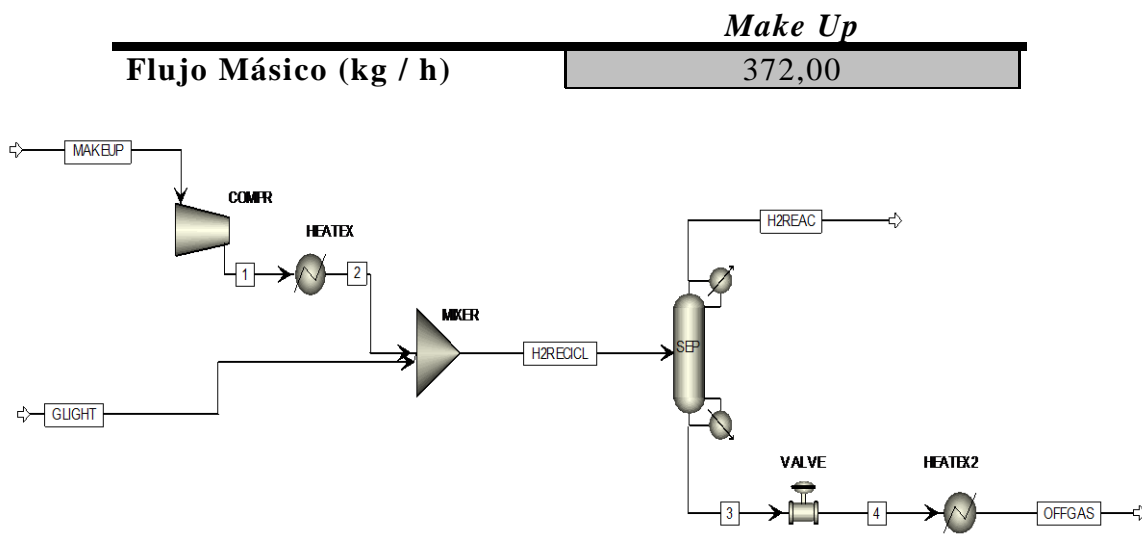 Make Up
Flujo Másico (kg / h) 372,00
MAKEUP
COMPR
H2REAC
HEATEX
1
2
MIXER
H2RECICL
SEP
GLIGHT
VALVE
HEATEX2
3
4
OFFGAS